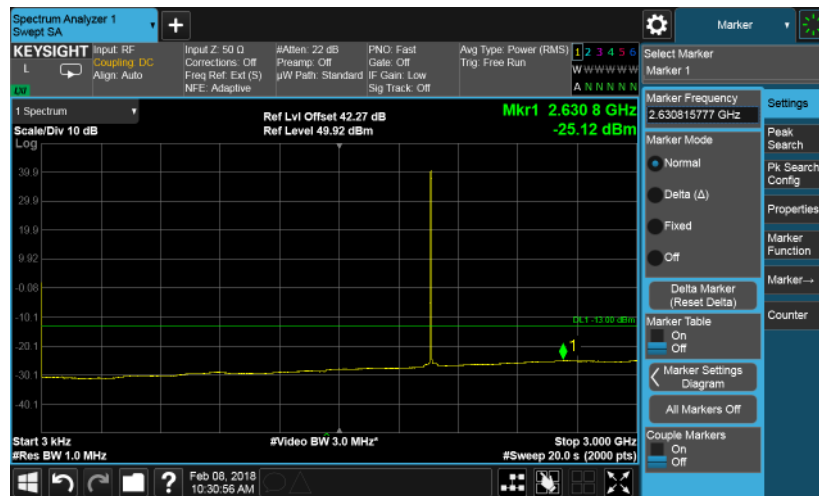 Spectrum Analyzer 1
Swept SA
Marker
KEYSIGHT
L
LXI
Input: RF
Coupling: DC
Align: Auto
Input Z: 50 Ω
Corrections: Off
Freq Ref: Ext (S)
NFE: Adaptive
#Atten: 22 dB
Preamp: Off
µW Path: Standard
PNO: Fast
Gate: Off
IF Gain: Low
Sig Track: Off
Avg Type: Power (RMS)
Trig: Free Run
1 2 3 4 5 6
W W W W W W
A N N N N N
Select Marker
Marker 1
1 Spectrum
Scale/Div 10 dB
Log
Ref Lvl Offset 42.27 dB
Ref Level 49.92 dBm
Mkr1 2.630 8 GHz
-25.12 dBm
39.9
29.9
19.9
9.92
-0.08
-10.1
-20.1
-30.1
-40.1
DL1 -13.00 dBm
1
Start 3 kHz
#Res BW 1.0 MHz
#Video BW 3.0 MHz*
Stop 3.000 GHz
#Sweep 20.0 s (2000 pts)
Marker Frequency
2.630815777 GHz
Marker Mode
Normal
Delta (Δ)
Fixed
Off
Delta Marker
(Reset Delta)
Marker Table
On
Off
Marker Settings
Diagram
All Markers Off
Couple Markers
On
Off
Settings
Peak
Search
Pk Search
Config
Properties
Marker
Function
Marker→
Counter
?
Feb 08, 2018
10:30:56 AM